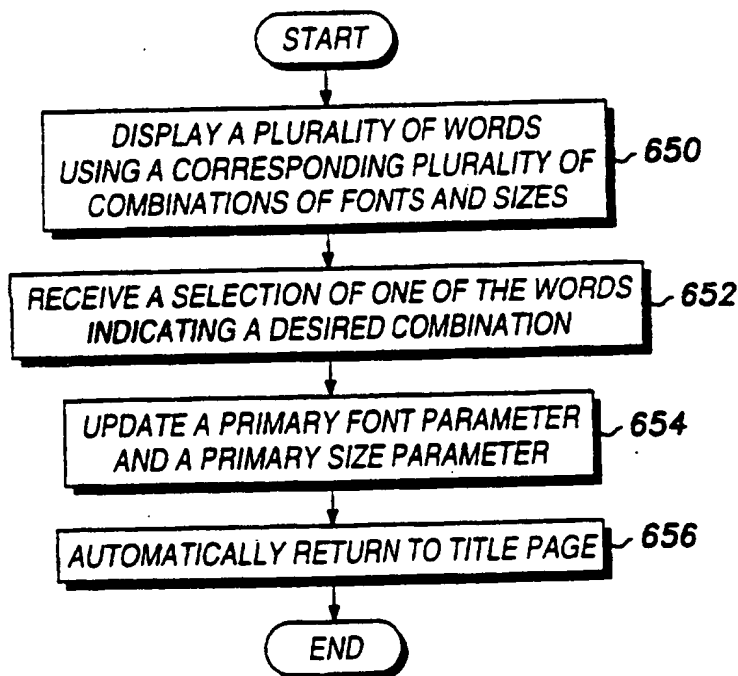 START
DISPLAY A PLURALITY OF WORDS
USING A CORRESPONDING PLURALITY OF
COMBINATIONS OF FONTS AND SIZES
650
RECEIVE A SELECTION OF ONE OF THE WORDS
INDICATING A DESIRED COMBINATION
652
UPDATE A PRIMARY FONT PARAMETER
AND A PRIMARY SIZE PARAMETER
654
AUTOMATICALLY RETURN TO TITLE PAGE
656
END